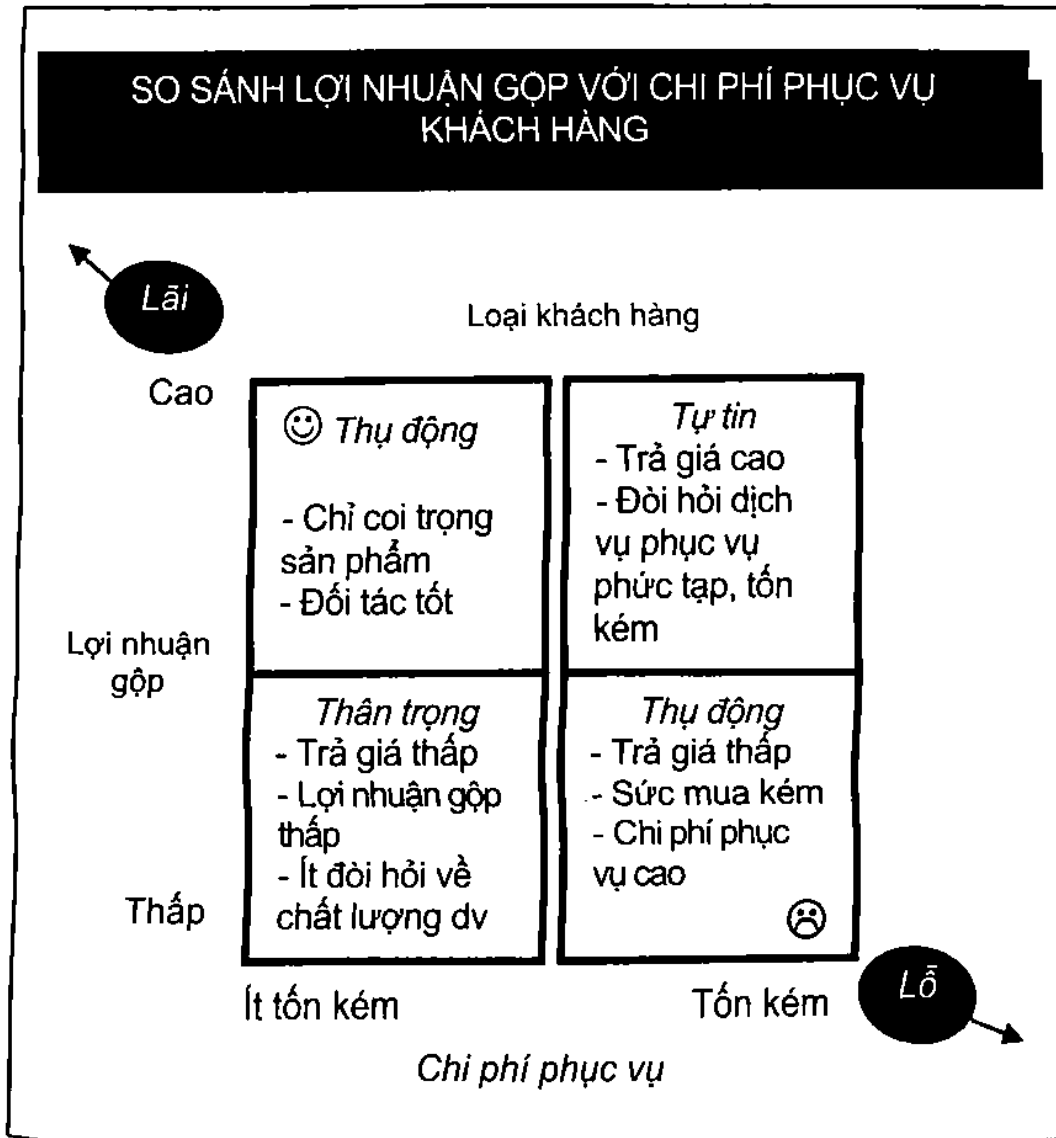 SO SÁNH LỢI NHUẬN GỘP VỚI CHI PHÍ PHỤC VỤ
KHÁCH HÀNG
Lãi
Loại khách hàng
Cao
Thụ động
- Chỉ coi trọng
sản phẩm
- Đối tác tốt
Tự tin
- Trả giá cao
- Đòi hỏi dịch
vụ phục vụ
phức tạp, tốn
kém
Lợi nhuận
gộp
Thân trọng
- Trả giá thấp
- Lợi nhuận gộp
thấp
- Ít đòi hỏi về
chất lượng dv
Thụ động
- Trả giá thấp
- Sức mua kém
- Chi phí phục
vụ cao
Thấp
Ít tốn kém
Tốn kém
Lỗ
Chi phí phục vụ